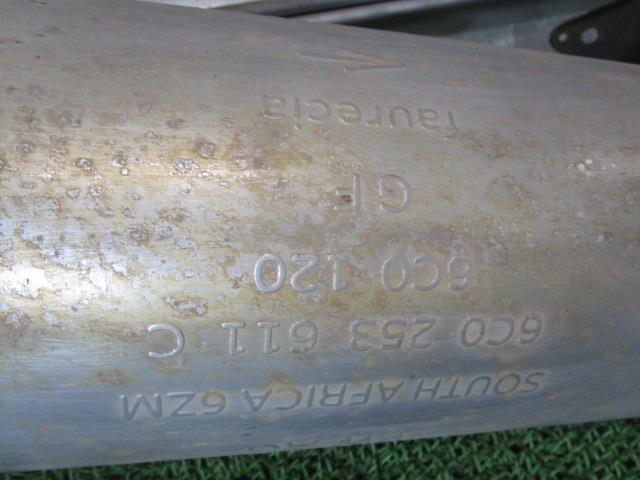 SOUTH AFRICA 6ZM
6C0 253 611 C
6C0 120
GF
faurecia